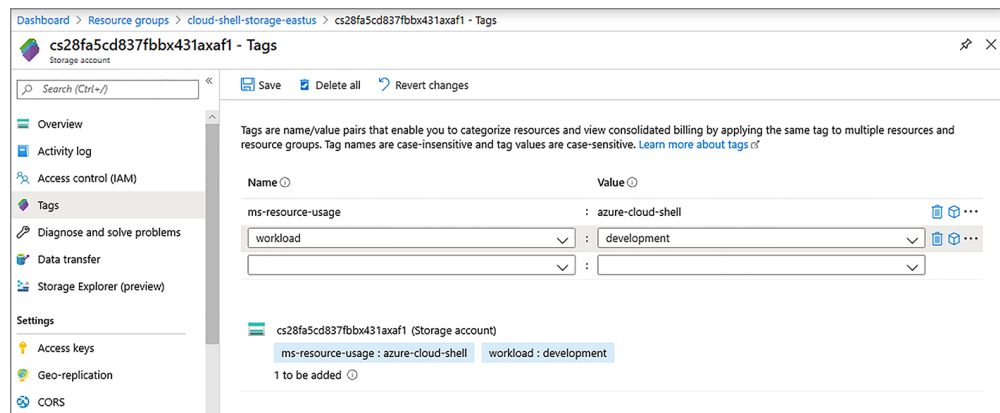 Dashboard > Resource groups > cloud-shell-storage-eastus > cs28fa5cd837fbbx431axaf1 - Tags
cs28fa5cd837fbbx431axaf1 - Tags
Storage account
Search (Ctrl+/)
Overview
Activity log
Access control (IAM)
Tags
Diagnose and solve problems
Data transfer
Storage Explorer (preview)
Settings
Access keys
Geo-replication
CORS
Save Delete all Revert changes
Tags are name/value pairs that enable you to categorize resources and view consolidated billing by applying the same tag to multiple resources and
resource groups. Tag names are case-insensitive and tag values are case-sensitive. Learn more about tags
Name Value
ms-resource-usage : azure-cloud-shell
workload : development
:
cs28fa5cd837fbbx431axaf1 (Storage account)
ms-resource-usage : azure-cloud-shell workload : development
1 to be added